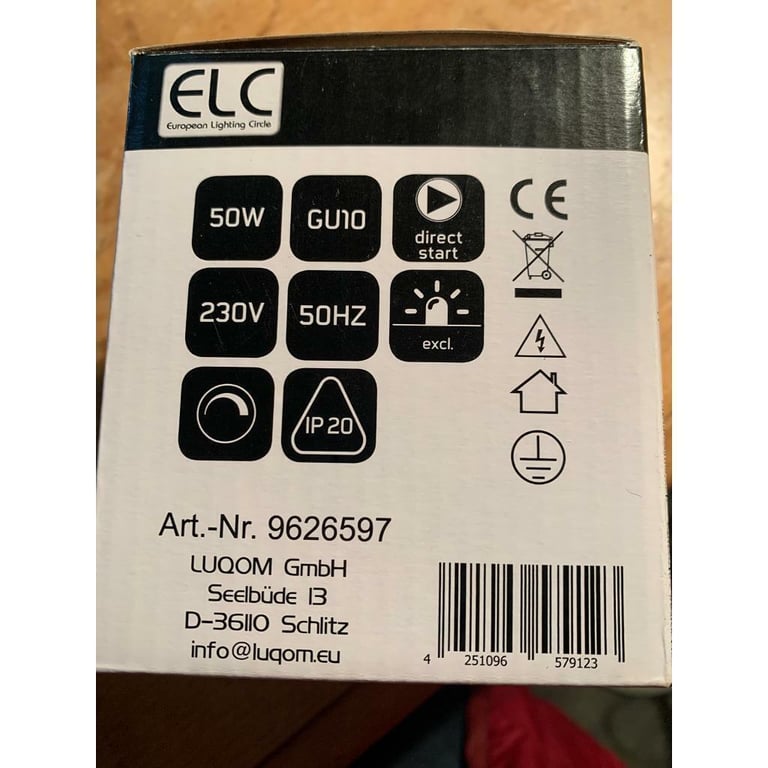 ELC
European Lighting Circle
50W
GU10
direct
start
230V
50HZ
excl.
IP 20
CE
Art.-Nr. 9626597
LUQOM GmbH
Seelbüde 13
D-36110 Schlitz
info@luqom.eu
4 251096 579123